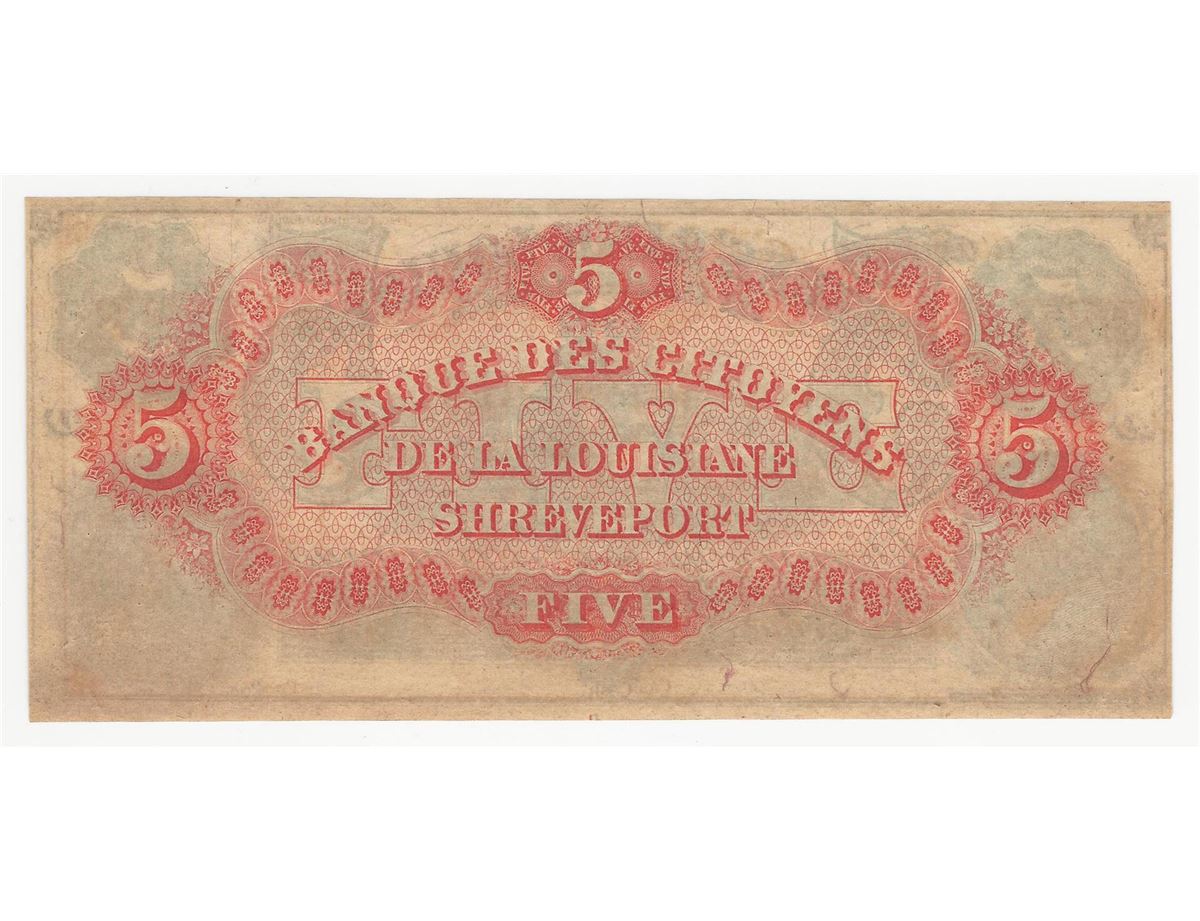 5
BANQUE DES CITOYENS
5 DE LA LOUISIANE 5
SHREVEPORT
FIVE